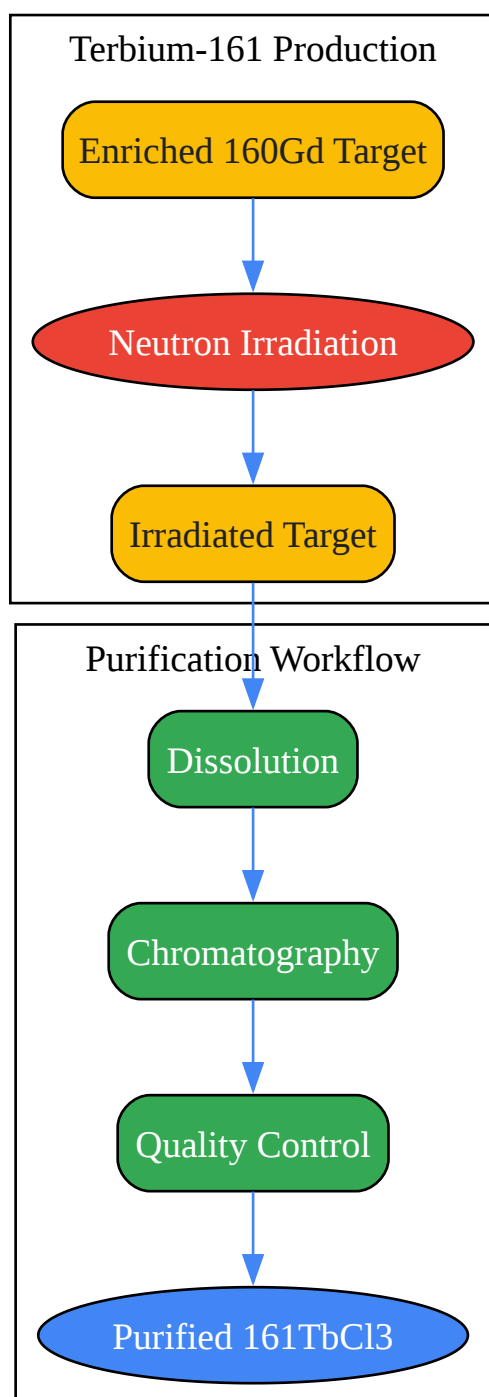 Terbium-161 Production
Enriched 160Gd Target
Neutron Irradiation
Irradiated Target
Purification Workflow
Dissolution
Chromatography
Quality Control
Purified 161TbCl3